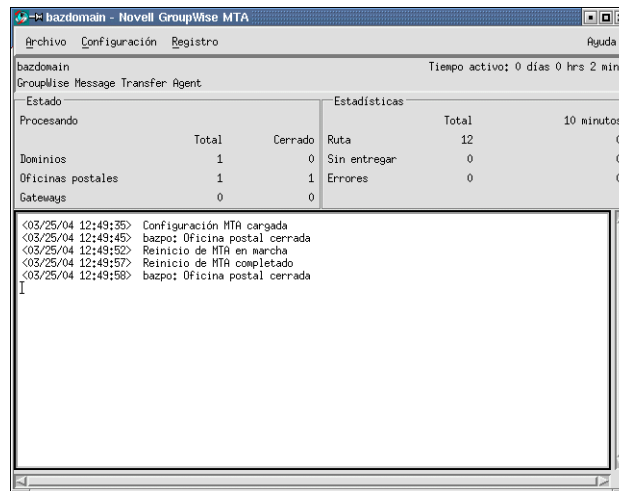 bazdomain - Novell GroupWise MTA
Archivo Configuración Registro Ayuda
bazdomain Tiempo activo: 0 días 0 hrs 2 min
GroupWise Message Transfer Agent
Estado Estadísticas
Procesando Total 10 minutos
Total Cerrado Ruta 12
Dominios 1 0 Sin entregar 0
Oficinas postales 1 1 Errores 0
Gateways 0 0
<03/25/04 12:49:35> Configuración MTA cargada
<03/25/04 12:49:45> bazpo: Oficina postal cerrada
<03/25/04 12:49:52> Reinicio de MTA en marcha
<03/25/04 12:49:57> Reinicio de MTA completado
<03/25/04 12:49:58> bazpo: Oficina postal cerrada